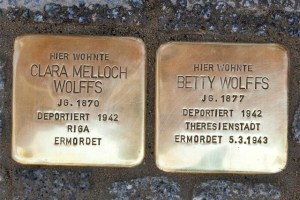 HIER WOHNTE
CLARA MELLOCH
WOLFFS
JG. 1870
DEPORTIERT 1942
RIGA
ERMORDET
HIER WOHNTE
BETTY WOLFFS
JG. 1877
DEPORTIERT 1942
THERESIENSTADT
ERMORDET 5.3.1943